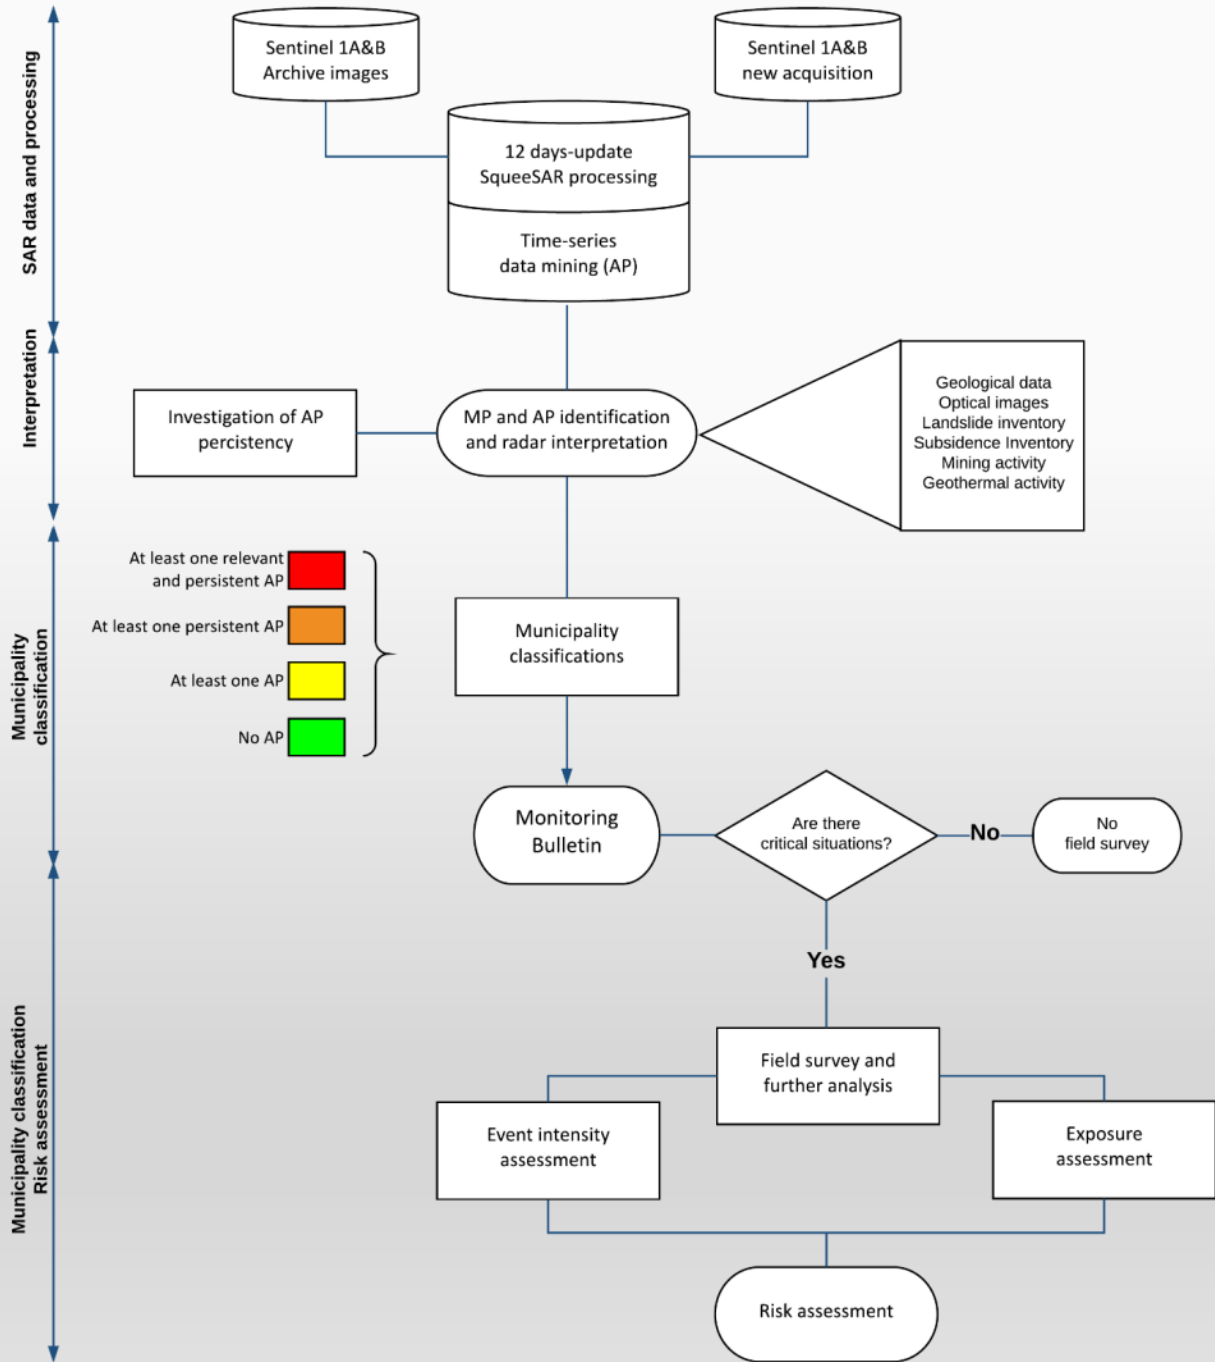 SAR data and processing
Sentinel 1A&B
Archive images
Sentinel 1A&B
new acquisition
12 days-update
SqueeSAR processing
Time-series
data mining (AP)
Interpretation
Investigation of AP
percistency
MP and AP identification
and radar interpretation
Geological data
Optical images
Landslide inventory
Subsidence Inventory
Mining activity
Geothermal activity
Municipality
classification
At least one relevant
and persistent AP
At least one persistent AP
At least one AP
No AP
Municipality
classifications
Monitoring
Bulletin
Are there
critical situations?
No
No
field survey
Yes
Municipality classification
Risk assessment
Field survey and
further analysis
Event intensity
assessment
Exposure
assessment
Risk assessment